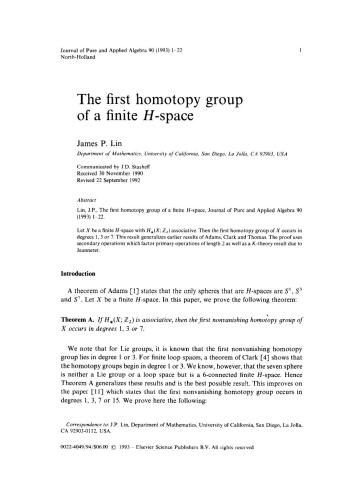 Journal of Pure and Applied Algebra 90 (1993) 1-22
1
North-Holland
The first homotopy group
of a finite H-space
James P. Lin
Department of Mathematics, University of California, San Diego, La Jolla, CA 92903, USA
Communicated by J.D. Stasheff
Received 30 November 1990
Revised 22 September 1992
Abstract
Lin, J.P., The first homotopy group of a finite H-space, Journal of Pure and Applied Algebra 90
(1993) 1-22.
Let X be a finite H-space with H⁎(X; Z₂) associative. Then the first homotopy group of X occurs in
degrees 1, 3 or 7. This result generalizes earlier results of Adams, Clark and Thomas. The proof uses
secondary operations which factor primary operations of length 2 as well as a K-theory result due to
Jeanneret.
Introduction
A theorem of Adams [1] states that the only spheres that are H-spaces are S¹, S³
and S⁷. Let X be a finite H-space. In this paper, we prove the following theorem:
Theorem A. If H⁎(X; Z₂) is associative, then the first nonvanishing homotopy group of
X occurs in degrees 1, 3 or 7.
We note that for Lie groups, it is known that the first nonvanishing homotopy
group lies in degree 1 or 3. For finite loop spaces, a theorem of Clark [4] shows that
the homotopy groups begin in degree 1 or 3. We know, however, that the seven sphere
is neither a Lie group or a loop space but is a 6-connected finite H-space. Hence
Theorem A generalizes these results and is the best possible result. This improves on
the paper [11] which states that the first nonvanishing homotopy group occurs in
degrees 1, 3, 7 or 15. We prove here the following:
Correspondence to: J.P. Lin, Department of Mathematics, University of California, San Diego, La Jolla,
CA 92903-0112, USA.
0022-4049/94/$06.00 © 1993 – Elsevier Science Publishers B.V. All rights reserved